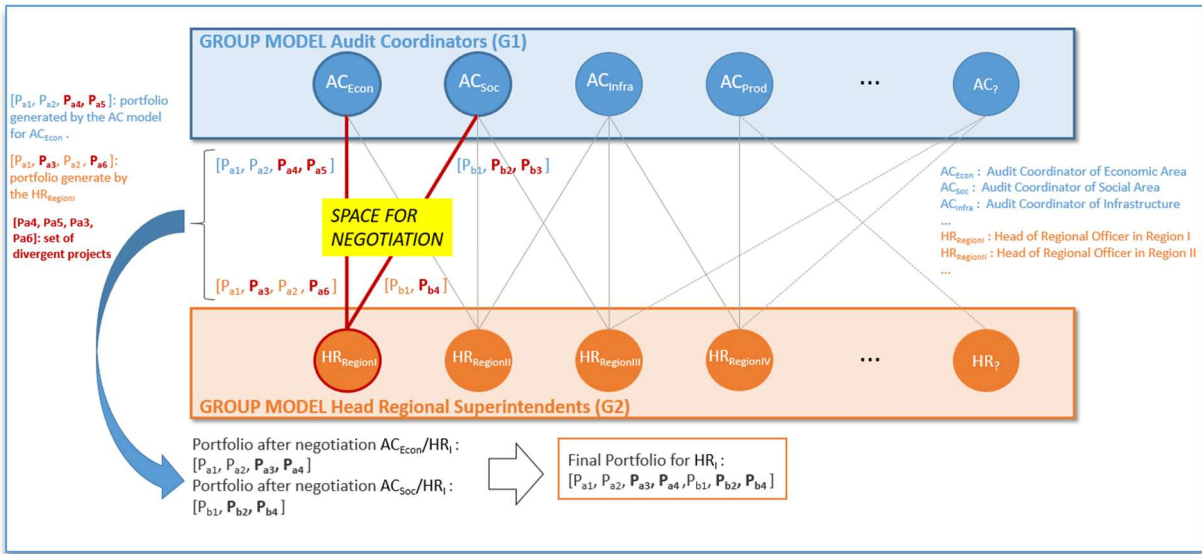 GROUP MODEL Audit Coordinators (G1)
AC_Econ
AC_Soc
AC_Infra
AC_Prod
...
AC_?
[P_a1, P_a2, P_a4, P_a5]: portfolio
generated by the AC model
for AC_Econ .
[P_a1, P_a3, P_a2 , P_a6]:
portfolio generate by
the HR_RegionI
[Pa4, Pa5, Pa3,
Pa6]: set of
divergent projects
[P_a1, P_a2, P_a4, P_a5]
[P_b1, P_b2, P_b3]
SPACE FOR
NEGOTIATION
[P_a1, P_a3, P_a2 , P_a6]
[P_b1, P_b4]
AC_Econ : Audit Coordinator of Economic Area
AC_Soc : Audit Coordinator of Social Area
AC_Infra : Audit Coordinator of Infrastructure
...
HR_RegionI : Head of Regional Officer in Region I
HR_RegionII : Head of Regional Officer in Region II
...
HR_RegionI
HR_RegionII
HR_RegionIII
HR_RegionIV
...
HR_?
GROUP MODEL Head Regional Superintendents (G2)
Portfolio after negotiation AC_Econ/HR_I :
[P_a1, P_a2, P_a3, P_a4]
Portfolio after negotiation AC_Soc/HR_I :
[P_b1, P_b2, P_b4]
Final Portfolio for HR_I :
[P_a1, P_a2, P_a3, P_a4 ,P_b1, P_b2, P_b4]